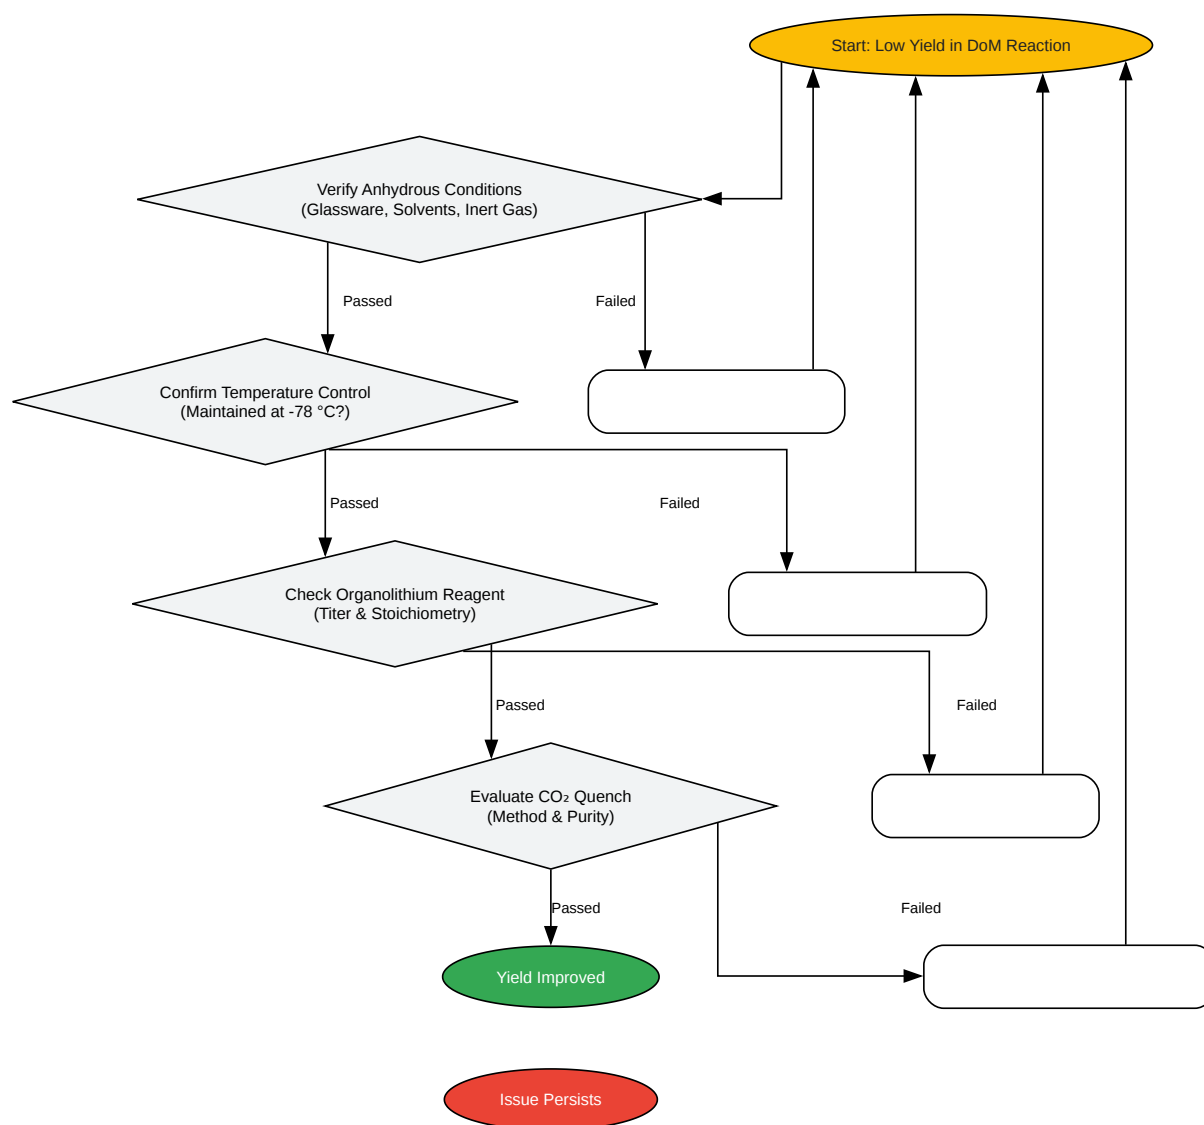 Start: Low Yield in DoM Reaction
Verify Anhydrous Conditions
(Glassware, Solvents, Inert Gas)
Passed
Failed
Confirm Temperature Control
(Maintained at -78 °C?)
Passed
Failed
Check Organolithium Reagent
(Titer & Stoichiometry)
Passed
Failed
Evaluate CO₂ Quench
(Method & Purity)
Passed
Failed
Yield Improved
Issue Persists